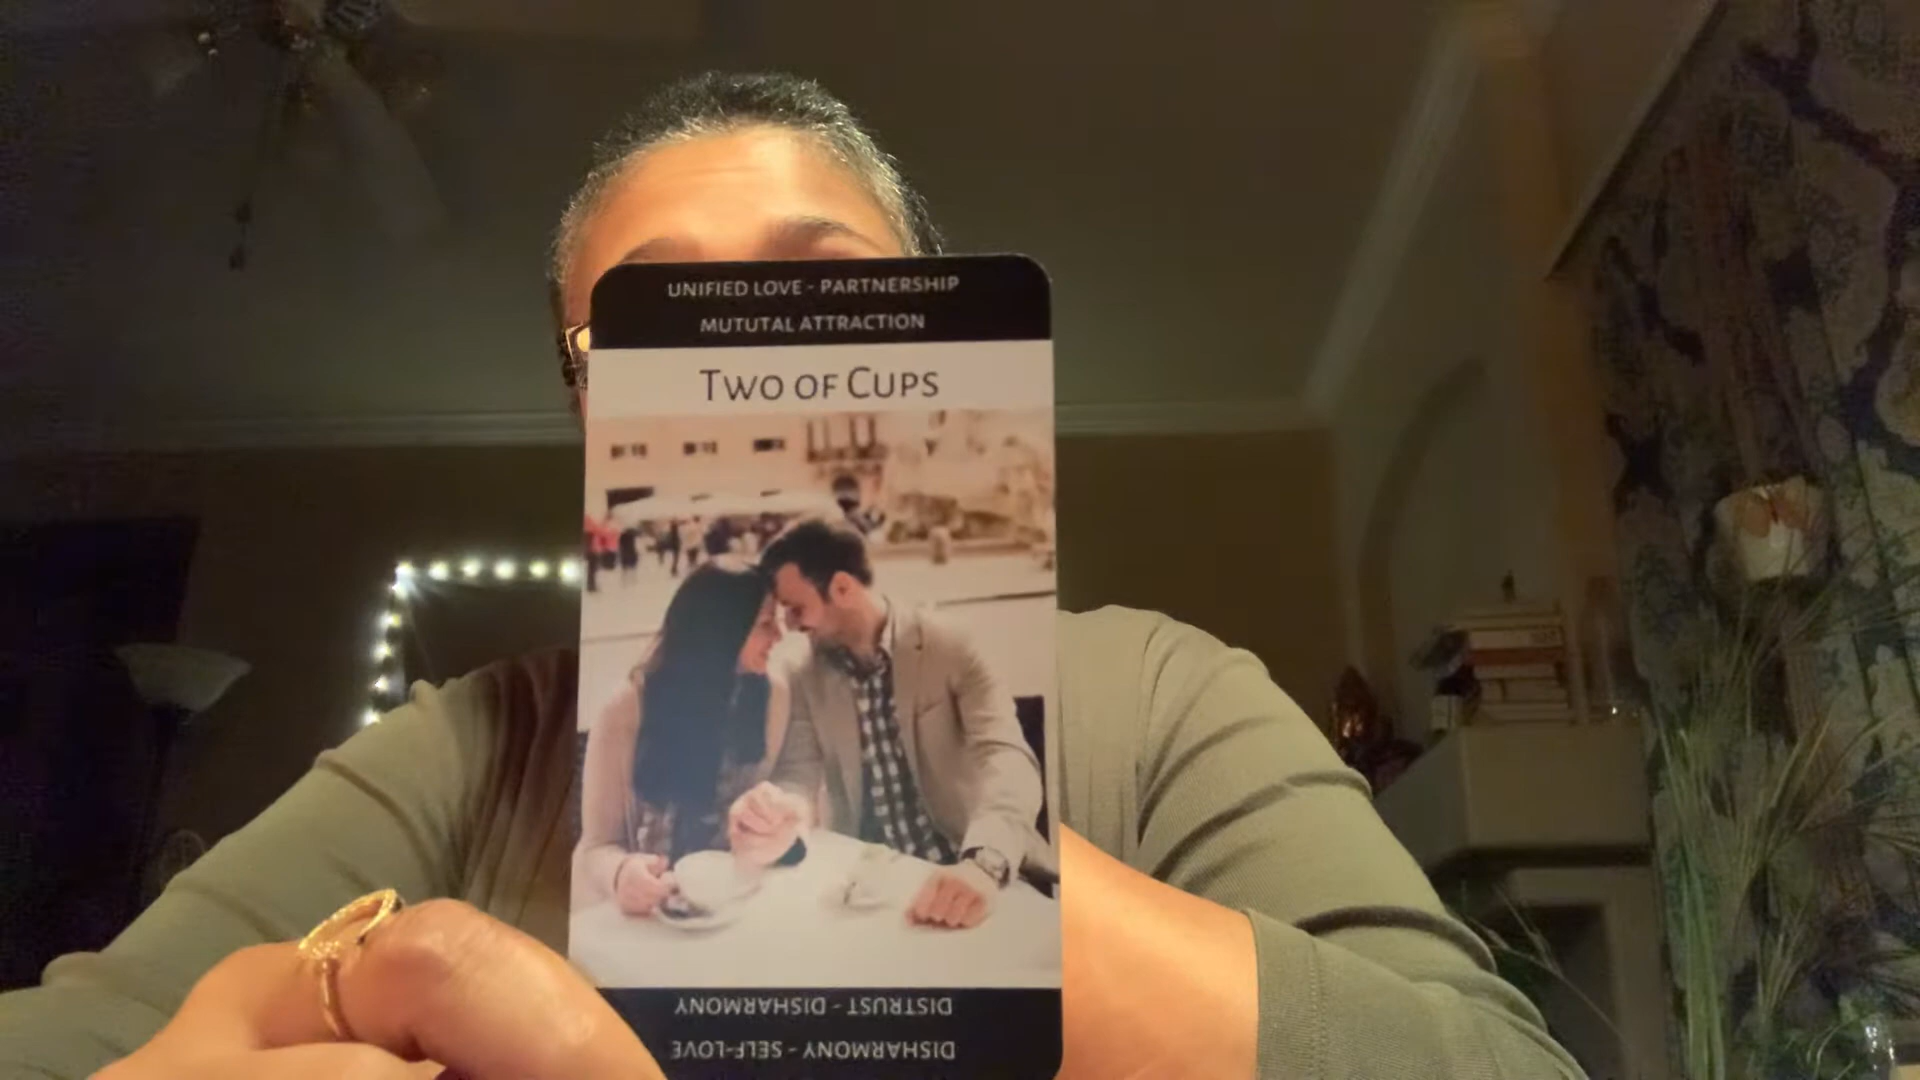 UNIFIED LOVE - PARTNERSHIP
MUTUTAL ATTRACTION
TWO OF CUPS
DISHARMONY - SELF-LOVE
DISTRUST - DISHARMONY